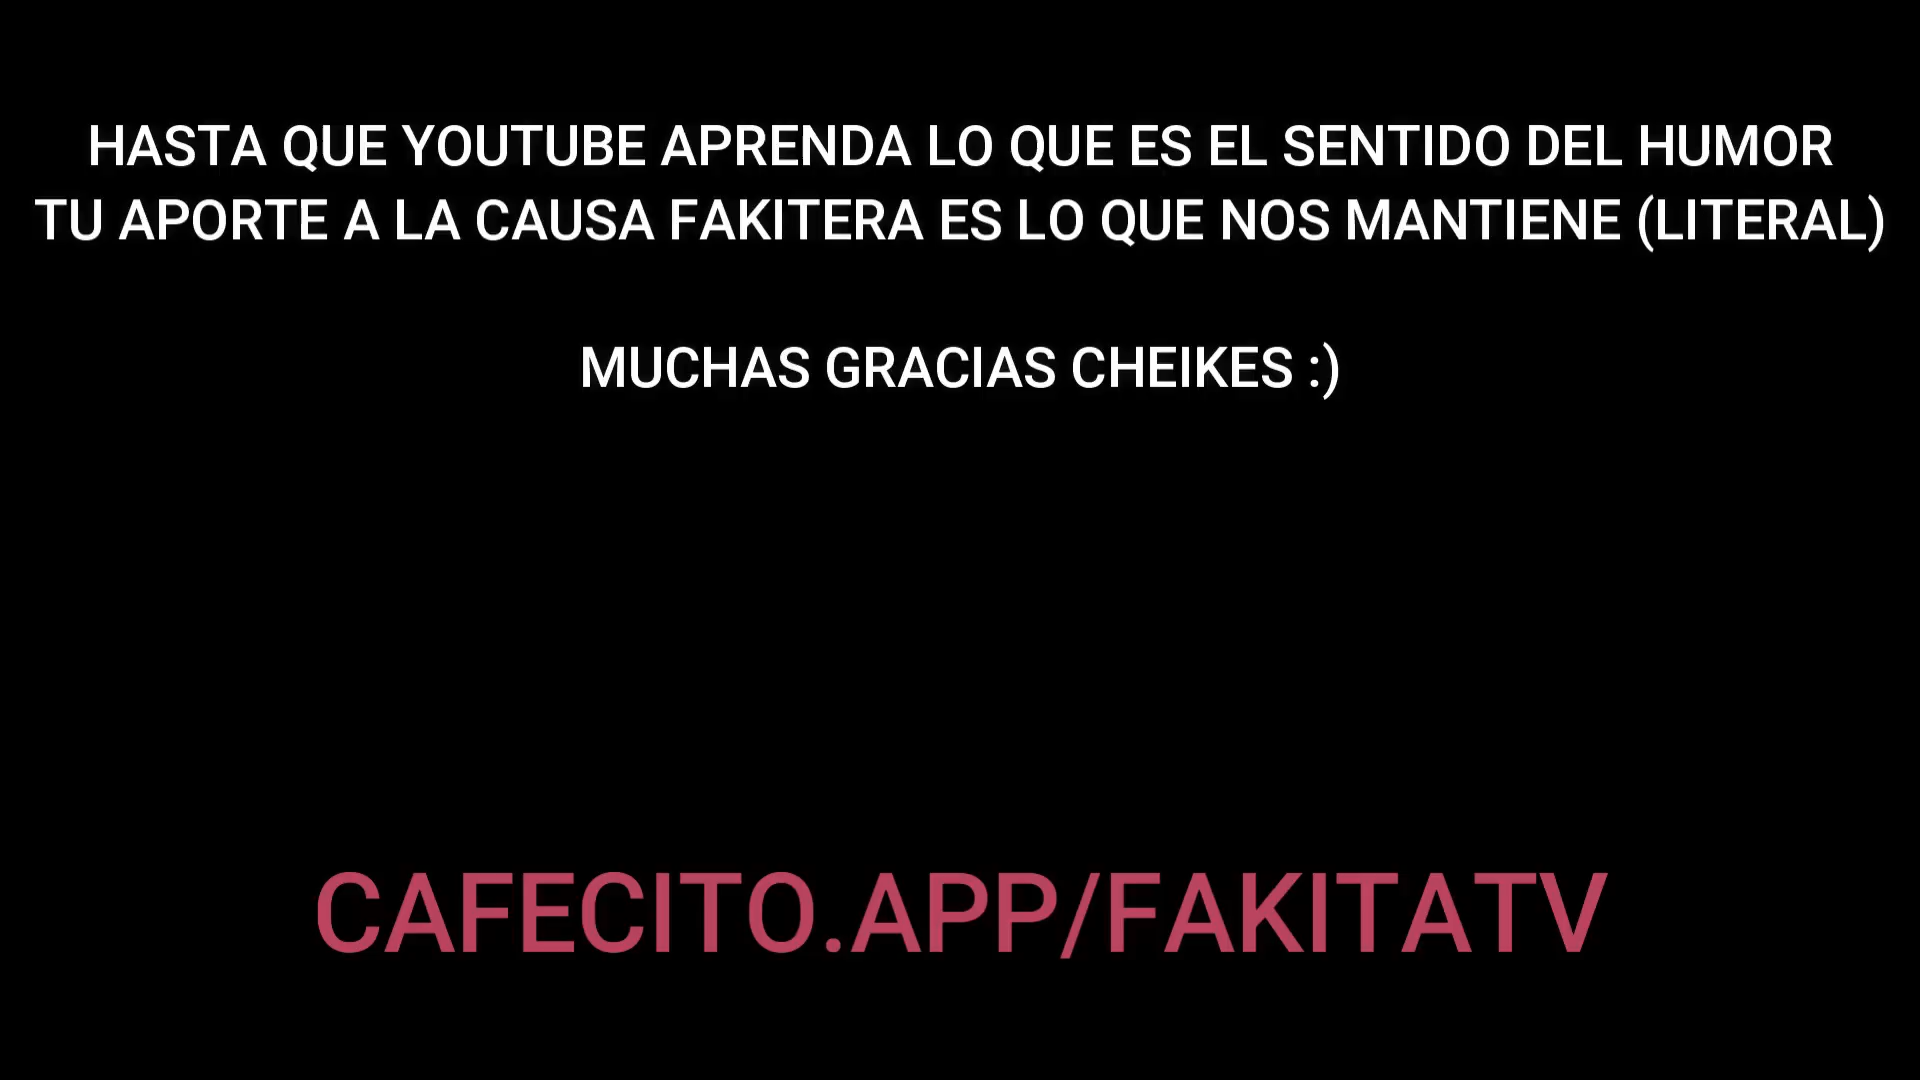 HASTA QUE YOUTUBE APRENDA LO QUE ES EL SENTIDO DEL HUMOR
TU APORTE A LA CAUSA FAKITERA ES LO QUE NOS MANTIENE (LITERAL)
MUCHAS GRACIAS CHEIKES :)
CAFECITO.APP/FAKITATV